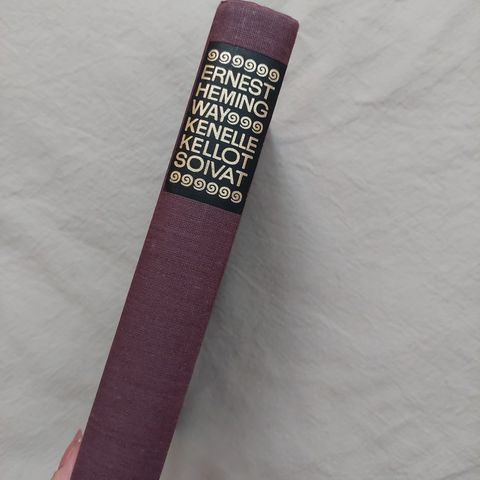 ERNEST
HEMING
WAY
KENELLE
KELLOT
SOIVAT